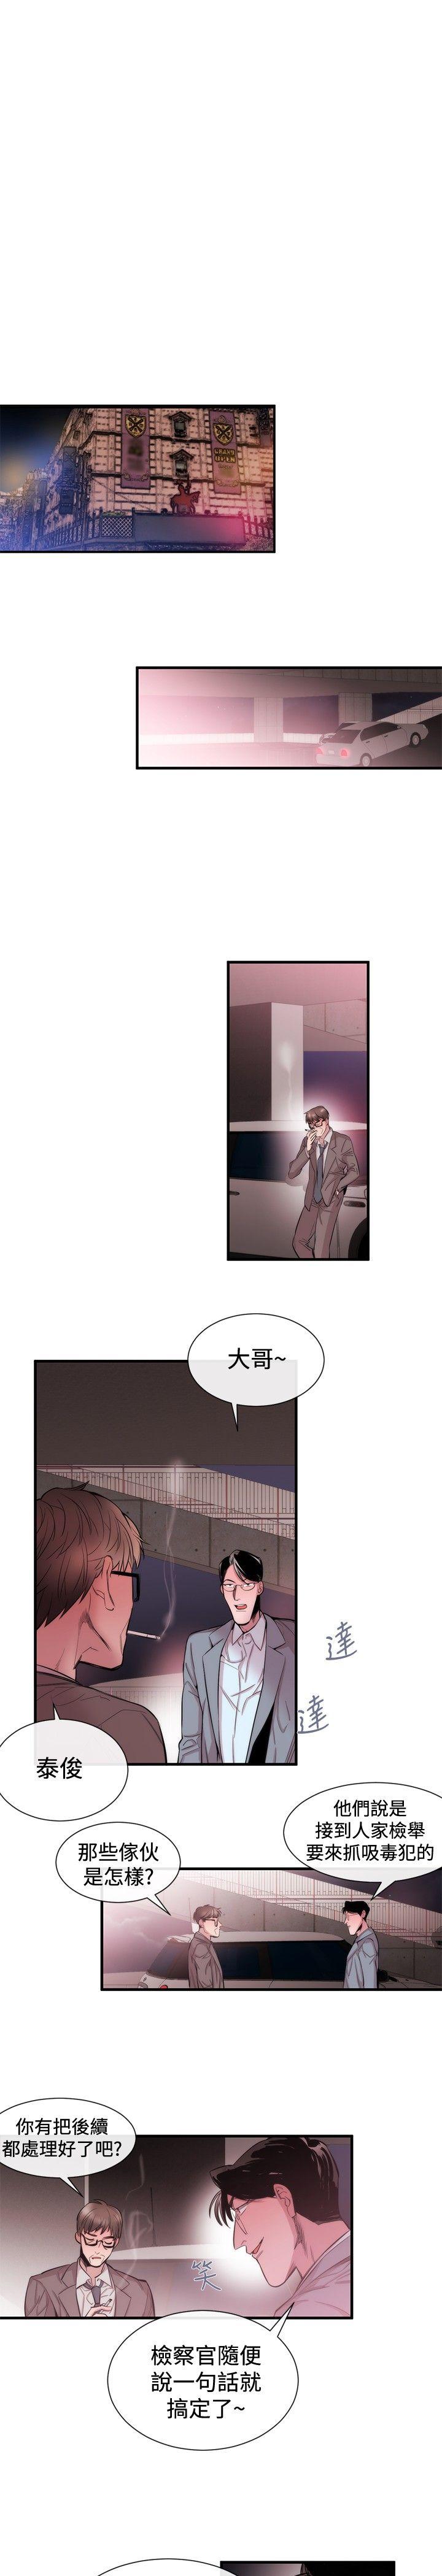 GRAND
UPON
大哥~
達
達
泰俊
他們說是
接到人家檢舉
要來抓吸毒犯的
那些傢伙
是怎樣?
你有把後續
都處理好了吧?
笑
檢察官隨便
說一句話就
搞定了~